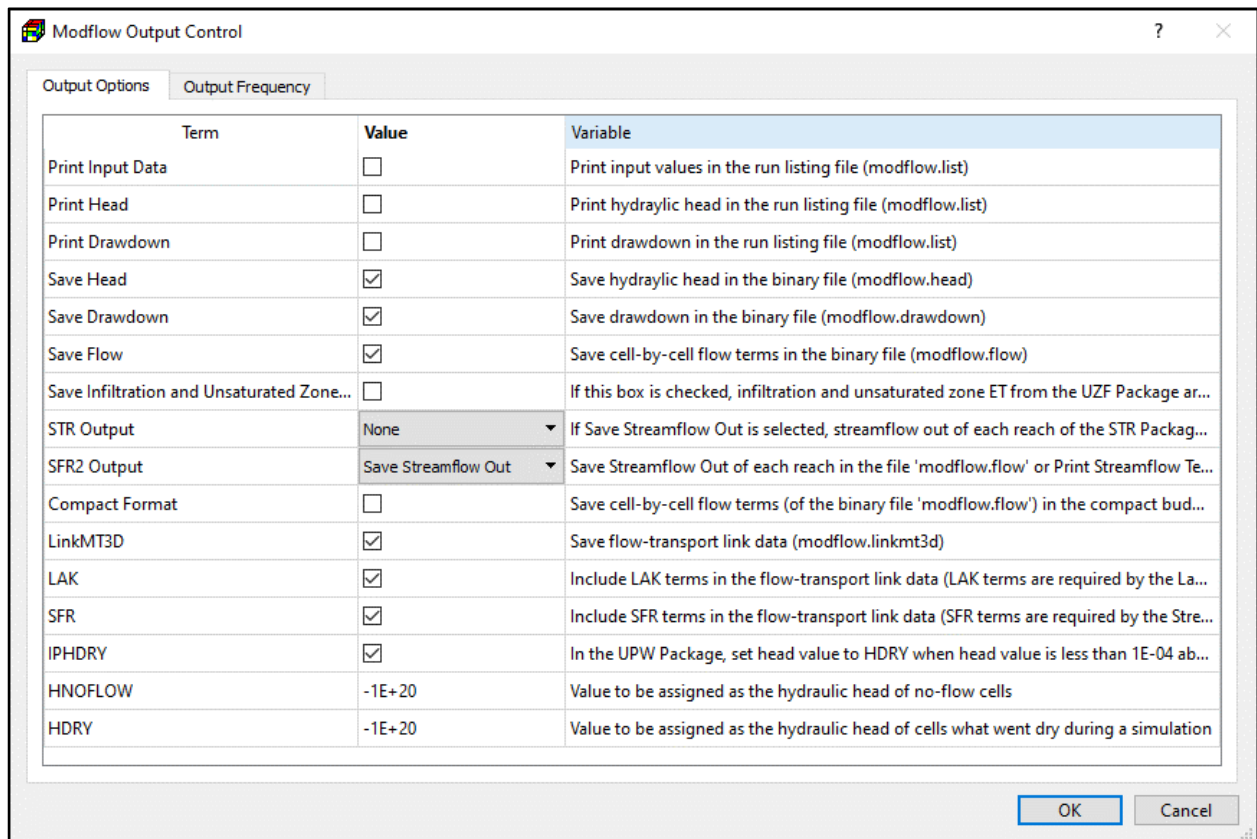 Modflow Output Control ?
Output Options Output Frequency
Term Value Variable
Print Input Data Print input values in the run listing file (modflow.list)
Print Head Print hydraylic head in the run listing file (modflow.list)
Print Drawdown Print drawdown in the run listing file (modflow.list)
Save Head Save hydraylic head in the binary file (modflow.head)
Save Drawdown Save drawdown in the binary file (modflow.drawdown)
Save Flow Save cell-by-cell flow terms in the binary file (modflow.flow)
Save Infiltration and Unsaturated Zone... If this box is checked, infiltration and unsaturated zone ET from the UZF Package ar...
STR Output None If Save Streamflow Out is selected, streamflow out of each reach of the STR Packag...
SFR2 Output Save Streamflow Out Save Streamflow Out of each reach in the file 'modflow.flow' or Print Streamflow Te...
Compact Format Save cell-by-cell flow terms (of the binary file 'modflow.flow') in the compact bud...
LinkMT3D Save flow-transport link data (modflow.linkmt3d)
LAK Include LAK terms in the flow-transport link data (LAK terms are required by the La...
SFR Include SFR terms in the flow-transport link data (SFR terms are required by the Stre...
IPHDRY In the UPW Package, set head value to HDRY when head value is less than 1E-04 ab...
HNOFLOW -1E+20 Value to be assigned as the hydraulic head of no-flow cells
HDRY -1E+20 Value to be assigned as the hydraulic head of cells what went dry during a simulation
OK Cancel